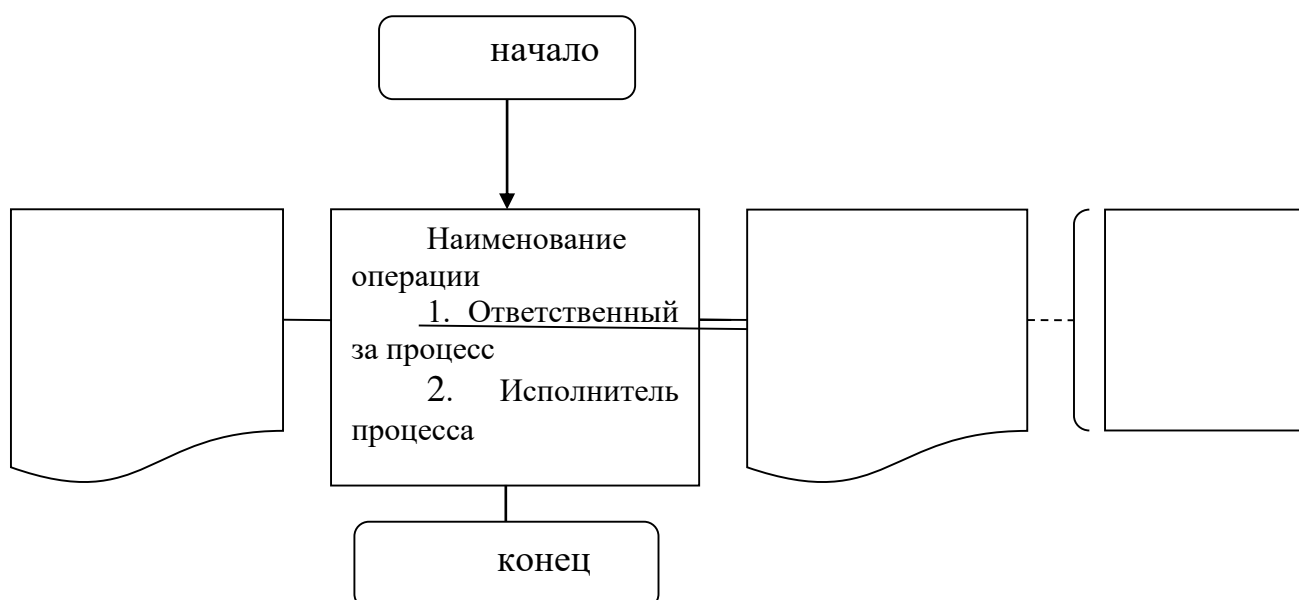 начало
Наименование
операции
1. Ответственный
за процесс
2. Исполнитель
процесса
конец